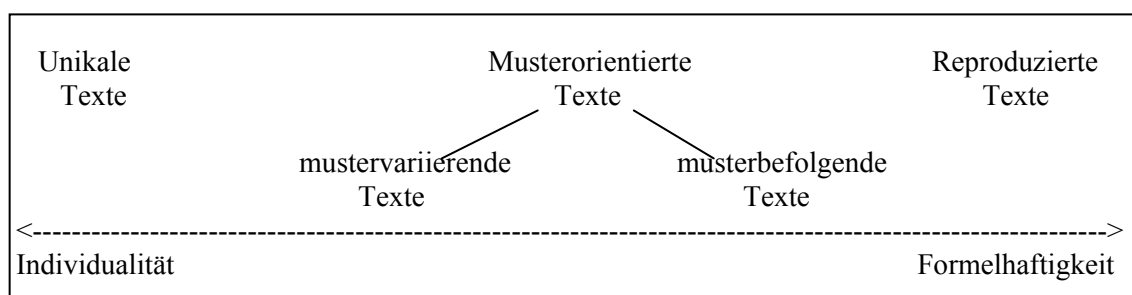 Unikale Musterorientierte Reproduzierte
Texte Texte Texte
mustervariierende musterbefolgende
Texte Texte
<----------------------------------------------------------------------------------->
Individualität Formelhaftigkeit